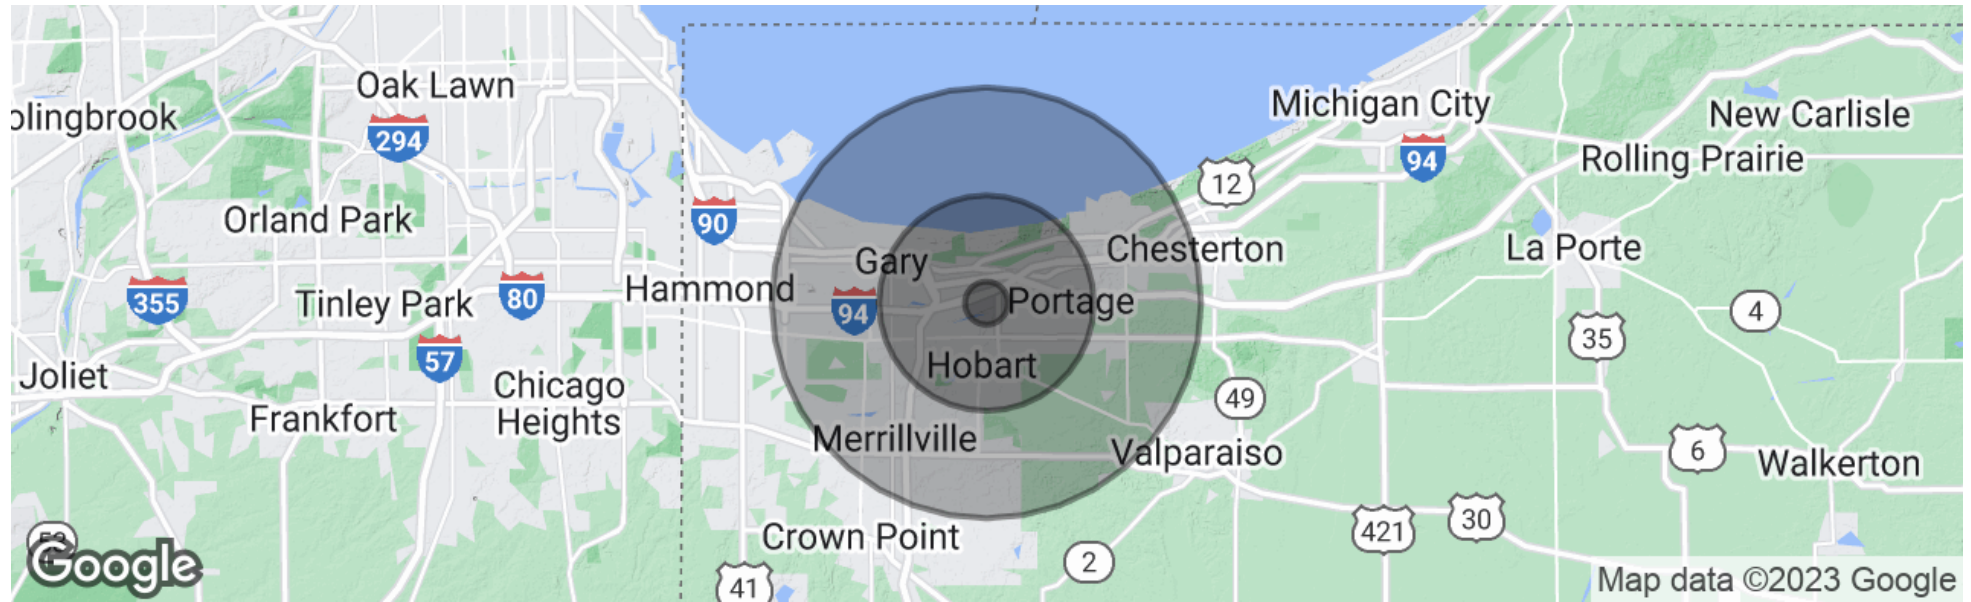 Oak Lawn
olingbrook
294
Michigan City
New Carlisle
94
Rolling Prairie
12
Orland Park
90
Gary
Chesterton
La Porte
355
Tinley Park
80
Hammond
94
Portage
4
35
57
Hobart
Joliet
Chicago
Heights
49
Frankfort
Merrillville
Valparaiso
6
Walkerton
Crown Point
421
30
2
41
Google
Map data ©2023 Google